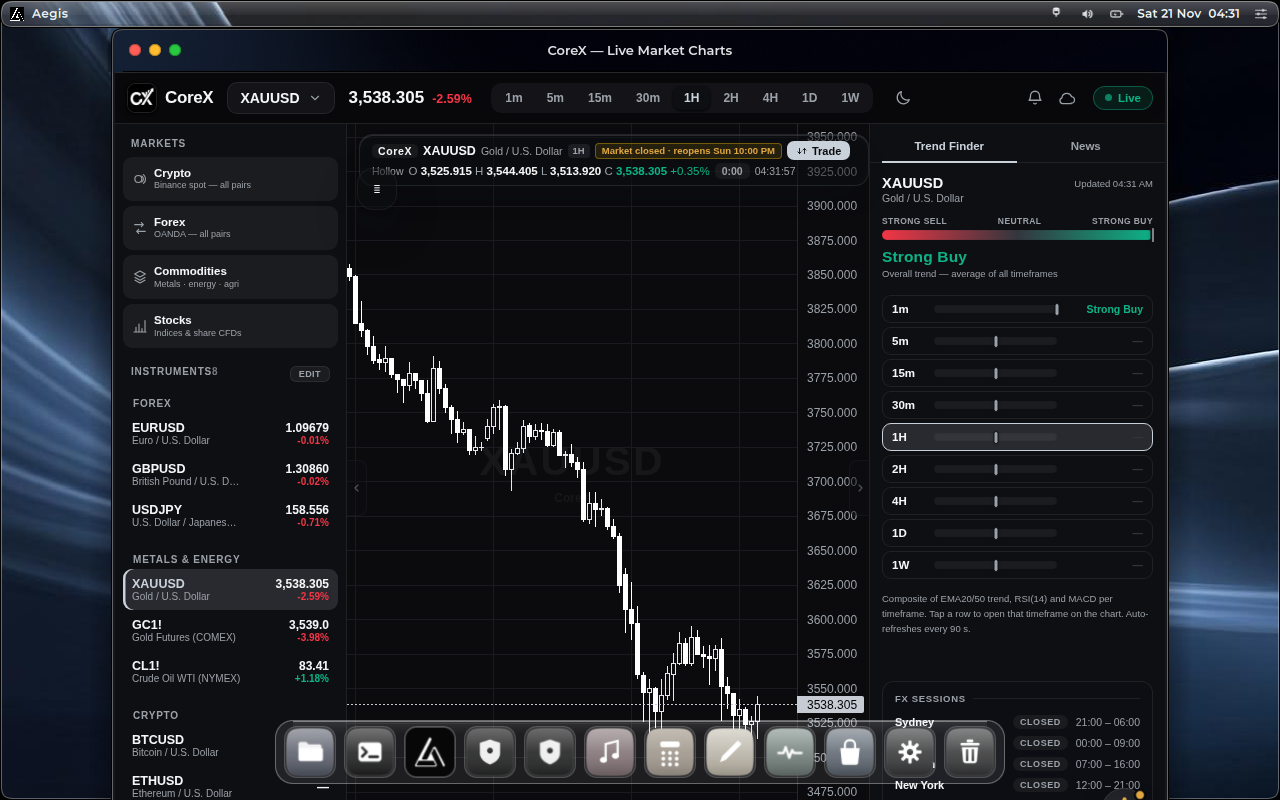 Aegis
Sat 21 Nov 04:31
CoreX — Live Market Charts
CX CoreX
XAUUSD
3,538.305 -2.59%
1m 5m 15m 30m 1H 2H 4H 1D 1W
Live
MARKETS
Crypto
Binance spot — all pairs
Forex
OANDA — all pairs
Commodities
Metals · energy · agri
Stocks
Indices & share CFDs
INSTRUMENTS 8
EDIT
FOREX
EURUSD 1.09679
Euro / U.S. Dollar -0.01%
GBPUSD 1.30860
British Pound / U.S. D… -0.02%
USDJPY 158.556
U.S. Dollar / Japanes… -0.71%
METALS & ENERGY
XAUUSD 3,538.305
Gold / U.S. Dollar -2.59%
GC1! 3,539.0
Gold Futures (COMEX) -3.98%
CL1! 83.41
Crude Oil WTI (NYMEX) +1.18%
CRYPTO
BTCUSD
Bitcoin / U.S. Dollar
ETHUSD
Ethereum / U.S. Dollar —
CoreX XAUUSD Gold / U.S. Dollar 1H Market closed · reopens Sun 10:00 PM Trade
Hollow O 3,525.915 H 3,544.405 L 3,513.920 C 3,538.305 +0.35% 0:00 04:31:57
XAUUSD
3950.000
3925.000
3900.000
3875.000
3850.000
3825.000
3800.000
3775.000
3750.000
3725.000
3700.000
3675.000
3650.000
3625.000
3600.000
3575.000
3550.000
3538.305
3525.000
3475.000
Trend Finder
News
XAUUSD
Updated 04:31 AM
Gold / U.S. Dollar
STRONG SELL NEUTRAL STRONG BUY
Strong Buy
Overall trend — average of all timeframes
1m Strong Buy
5m —
15m —
30m —
1H —
2H —
4H —
1D —
1W —
Composite of EMA20/50 trend, RSI(14) and MACD per
timeframe. Tap a row to open that timeframe on the chart. Auto-
refreshes every 90 s.
FX SESSIONS
Sydney CLOSED 21:00 – 06:00
CLOSED 00:00 – 09:00
CLOSED 07:00 – 16:00
New York CLOSED 12:00 – 21:00